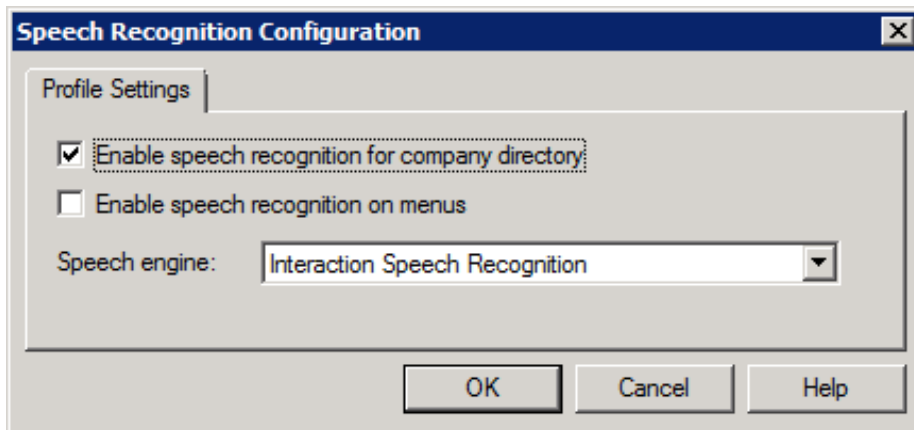 Speech Recognition Configuration
Profile Settings
Enable speech recognition for company directory
Enable speech recognition on menus
Speech engine: Interaction Speech Recognition
OK Cancel Help